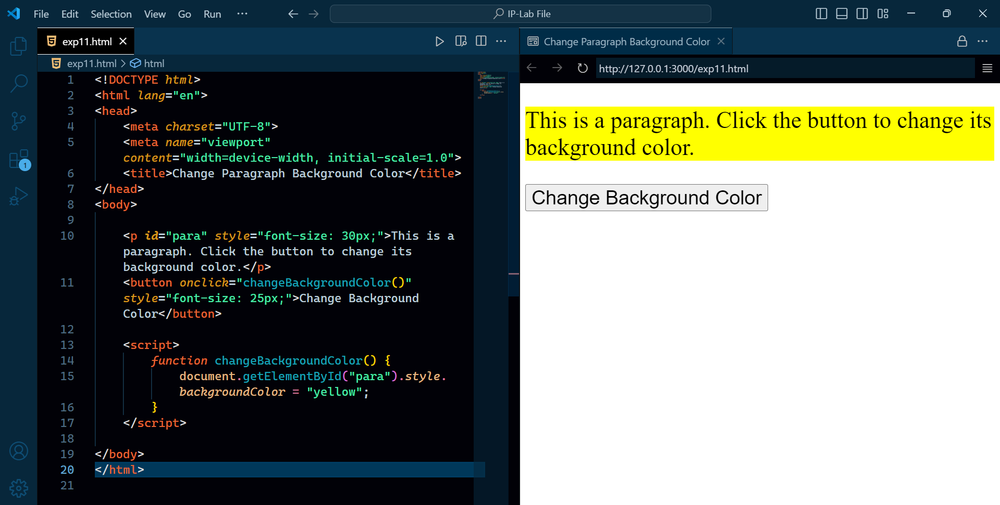 File Edit Selection View Go Run ···
IP-Lab File
exp11.html
Change Paragraph Background Color
exp11.html > html
http://127.0.0.1:3000/exp11.html
1 <!DOCTYPE html>
2 <html lang="en">
3 <head>
4 <meta charset="UTF-8">
5 <meta name="viewport"
content="width=device-width, initial-scale=1.0">
6 <title>Change Paragraph Background Color</title>
7 </head>
8 <body>
9
10 <p id="para" style="font-size: 30px;">This is a
paragraph. Click the button to change its
background color.</p>
11 <button onclick="changeBackgroundColor()"
style="font-size: 25px;">Change Background
Color</button>
12
13 <script>
14 function changeBackgroundColor() {
15 document.getElementById("para").style.
backgroundColor = "yellow";
16 }
17 </script>
18
19 </body>
20 </html>
21
1
This is a paragraph. Click the button to change its
background color.
Change Background Color